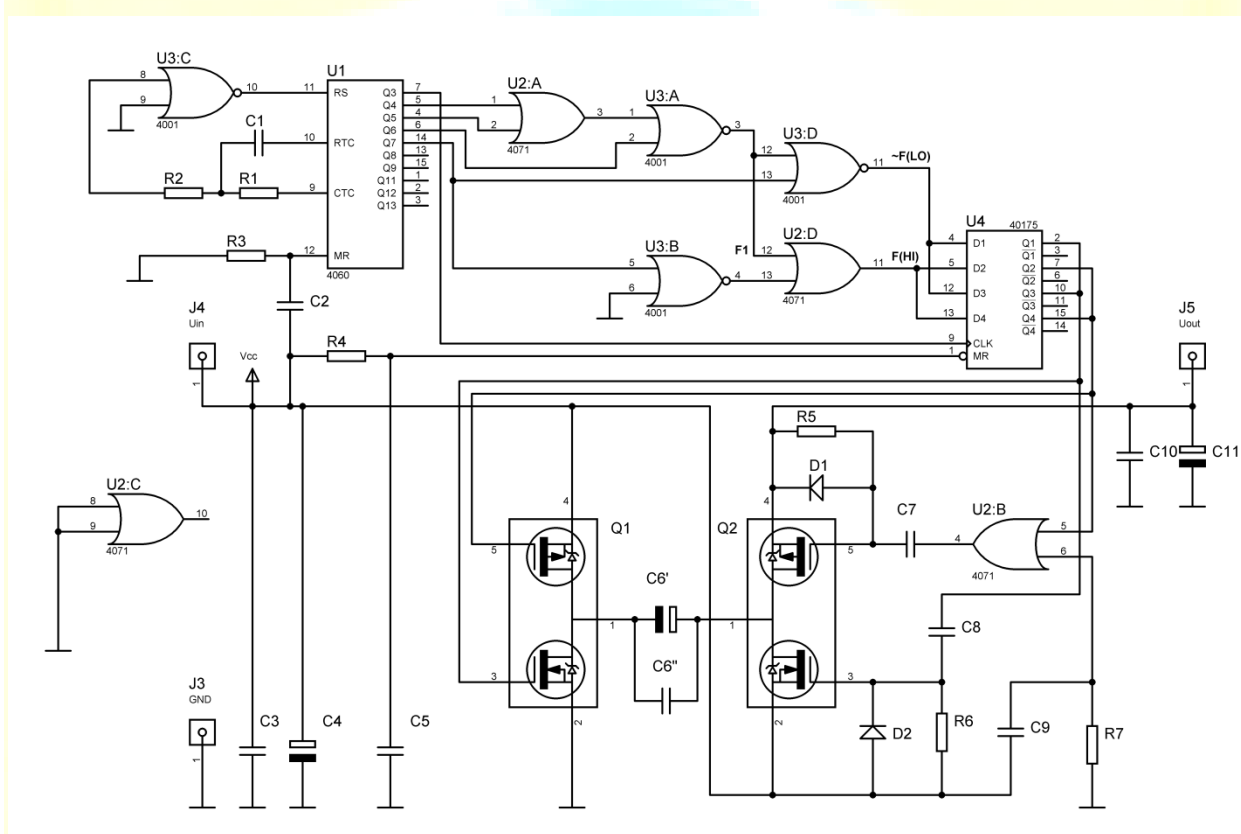 U3:C
8
9
10
4001
U1
11
RS
10
RTC
9
CTC
12
MR
4060
Q3
7
Q4
5
Q5
4
Q6
6
Q7
14
Q8
13
Q9
15
Q11
1
Q12
2
Q13
3
C1
R2
R1
R3
C2
U2:A
1
2
3
4071
U3:A
1
2
3
4001
U3:D
12
13
11
4001
~F(LO)
U3:B
5
6
4
4001
F1
U2:D
12
13
11
4071
F(HI)
U4
40175
4
D1
5
D2
12
D3
13
D4
9
CLK
1
MR
Q1
2
Q1
3
Q2
7
Q2
6
Q3
10
Q3
11
Q4
15
Q4
14
J4
Uin
1
Vcc
R4
J5
Uout
1
R5
D1
C10
C11
U2:C
8
9
10
4071
Q1
4
5
3
1
2
C6'
C6"
Q2
4
5
1
3
2
C7
U2:B
4
5
6
4071
C8
J3
GND
1
C3
C4
C5
D2
R6
C9
R7